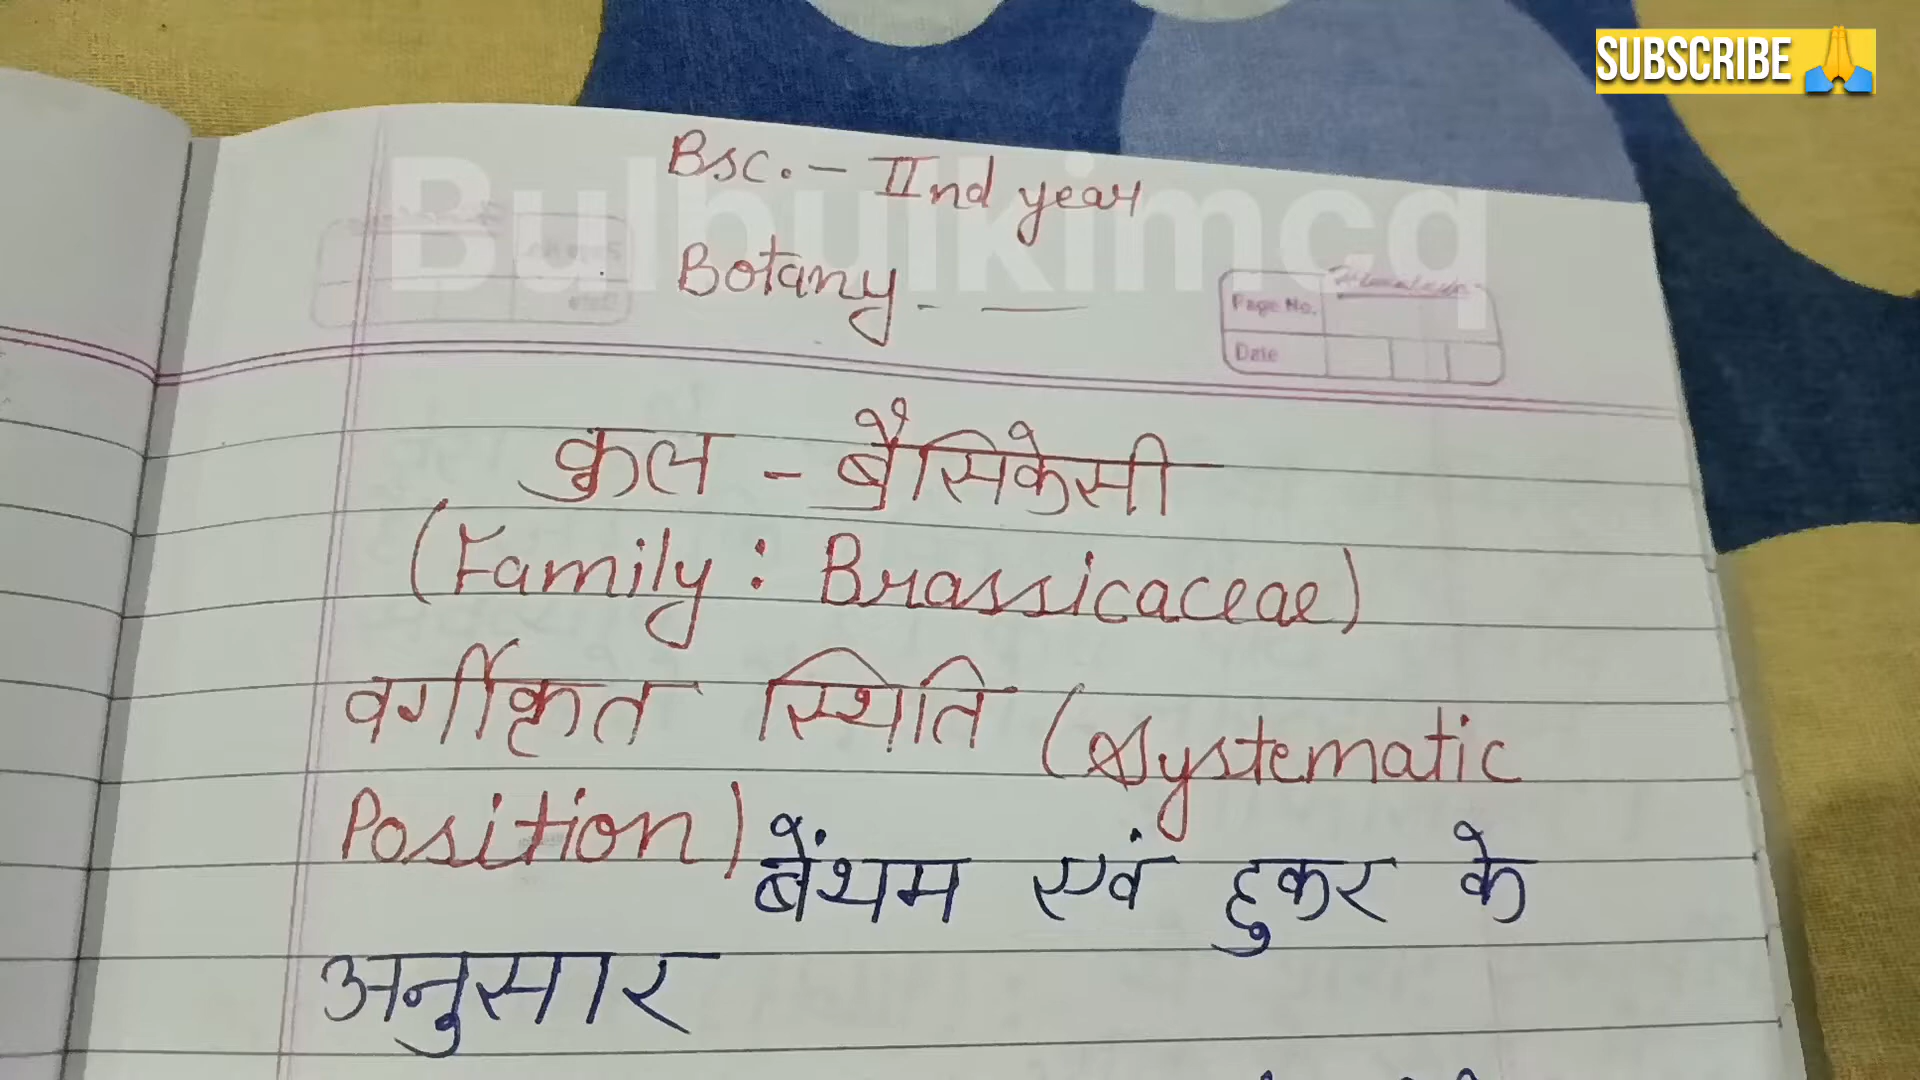 SUBSCRIBE 🙏
Bulbulkimcq
Bsc. - IInd year
Botany - —
Page No.
Date
कुल - बैसिकेसी
(Family : Brassicaceae)
वर्गीकृत स्थिति (Systematic
Position) बैंथम एवं हुकर के
अनुसार